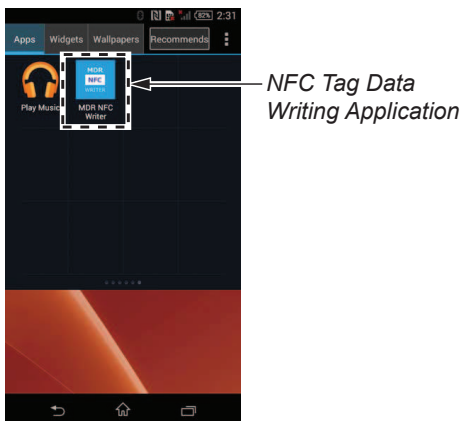 82% 2:31
Apps Widgets Wallpapers Recommends
MDR
NFC
WRITER
Play Music MDR NFC
Writer
NFC Tag Data
Writing Application